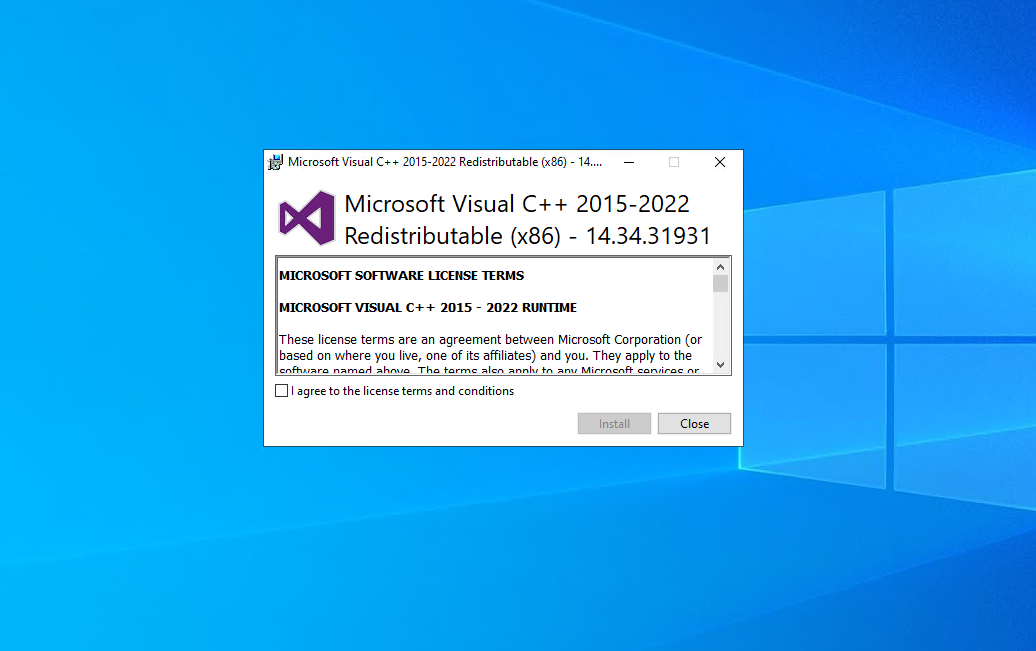 Microsoft Visual C++ 2015-2022 Redistributable (x86) - 14....
Microsoft Visual C++ 2015-2022
Redistributable (x86) - 14.34.31931
MICROSOFT SOFTWARE LICENSE TERMS
MICROSOFT VISUAL C++ 2015 - 2022 RUNTIME
These license terms are an agreement between Microsoft Corporation (or
based on where you live, one of its affiliates) and you. They apply to the
software named above. The terms also apply to any Microsoft services or
I agree to the license terms and conditions
Install
Close